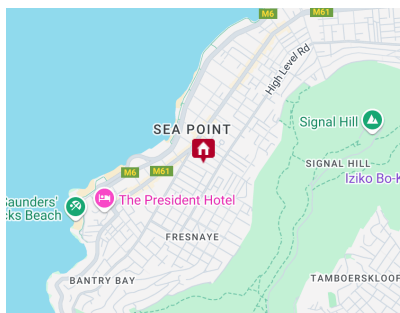 M6
M61
High Level Rd
Signal Hill
SEA POINT
SIGNAL HILL
M6
M61
Iziko Bo-K
Saunders'
cks Beach
The President Hotel
FRESNAYE
BANTRY BAY
TAMBOERSKLOOF